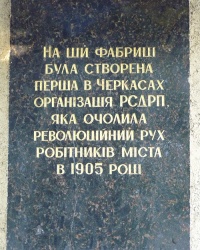 НА ЦІЙ ФАБРИЦІ
БУЛА СТВОРЕНА
ПЕРША В ЧЕРКАСАХ
ОРГАНІЗАЦІЯ РСДРП,
ЯКА ОЧОЛИЛА
РЕВОЛЮЦІЙНИЙ РУХ
РОБІТНИКІВ МІСТА
В 1905 РОЦІ